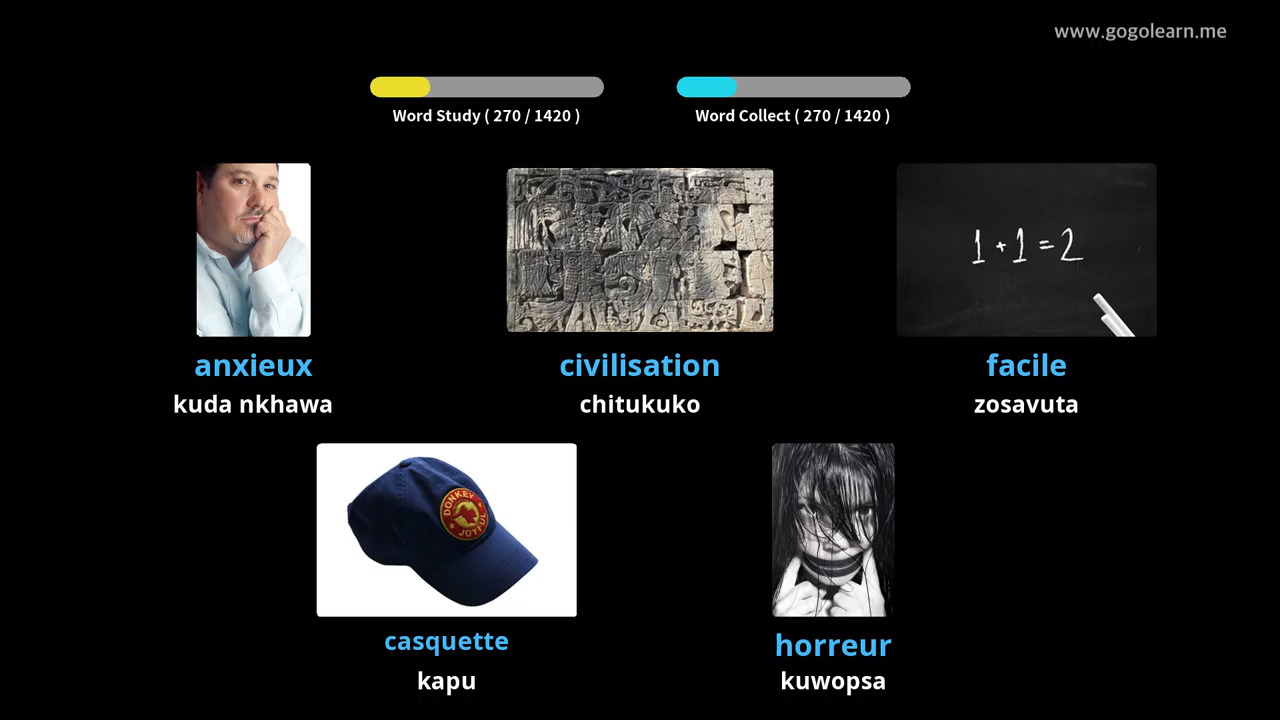 www.gogolearn.me
Word Study ( 270 / 1420 )
Word Collect ( 270 / 1420 )
1 + 1 = 2
anxieux
civilisation
facile
kuda nkhawa
chitukuko
zosavuta
DONKEY
JOYFUL
casquette
horreur
kapu
kuwopsa